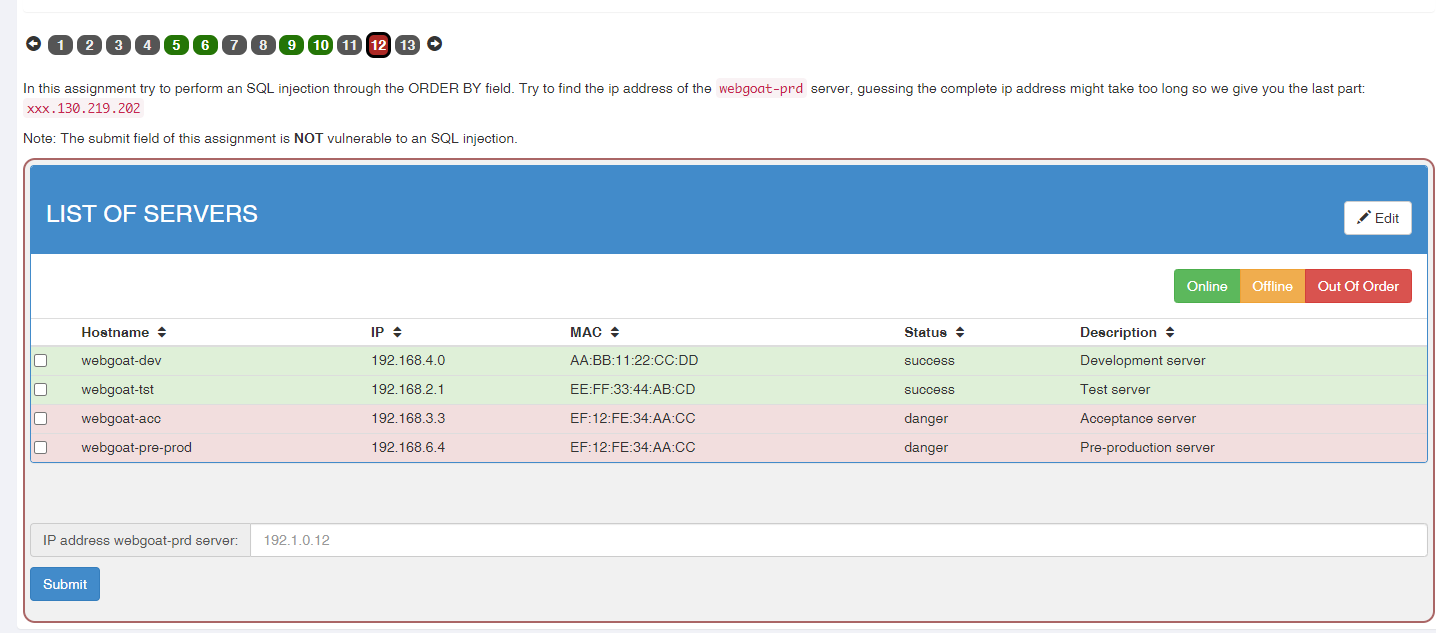 1 2 3 4 5 6 7 8 9 10 11 12 13
In this assignment try to perform an SQL injection through the ORDER BY field. Try to find the ip address of the webgoat-prd server, guessing the complete ip address might take too long so we give you the last part:
xxx.130.219.202
Note: The submit field of this assignment is NOT vulnerable to an SQL injection.
LIST OF SERVERS
Edit
Online Offline Out Of Order
Hostname IP MAC Status Description
webgoat-dev 192.168.4.0 AA:BB:11:22:CC:DD success Development server
webgoat-tst 192.168.2.1 EE:FF:33:44:AB:CD success Test server
webgoat-acc 192.168.3.3 EF:12:FE:34:AA:CC danger Acceptance server
webgoat-pre-prod 192.168.6.4 EF:12:FE:34:AA:CC danger Pre-production server
IP address webgoat-prd server: 192.1.0.12
Submit